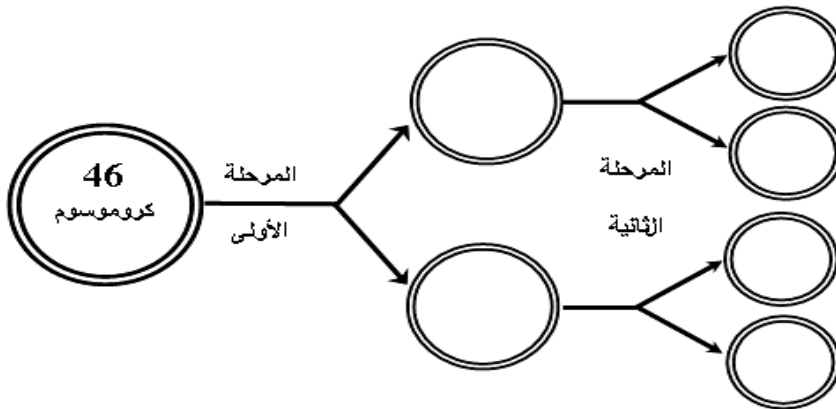 46
كروموسوم
المرحلة
الأولى
المرحلة
الثانية